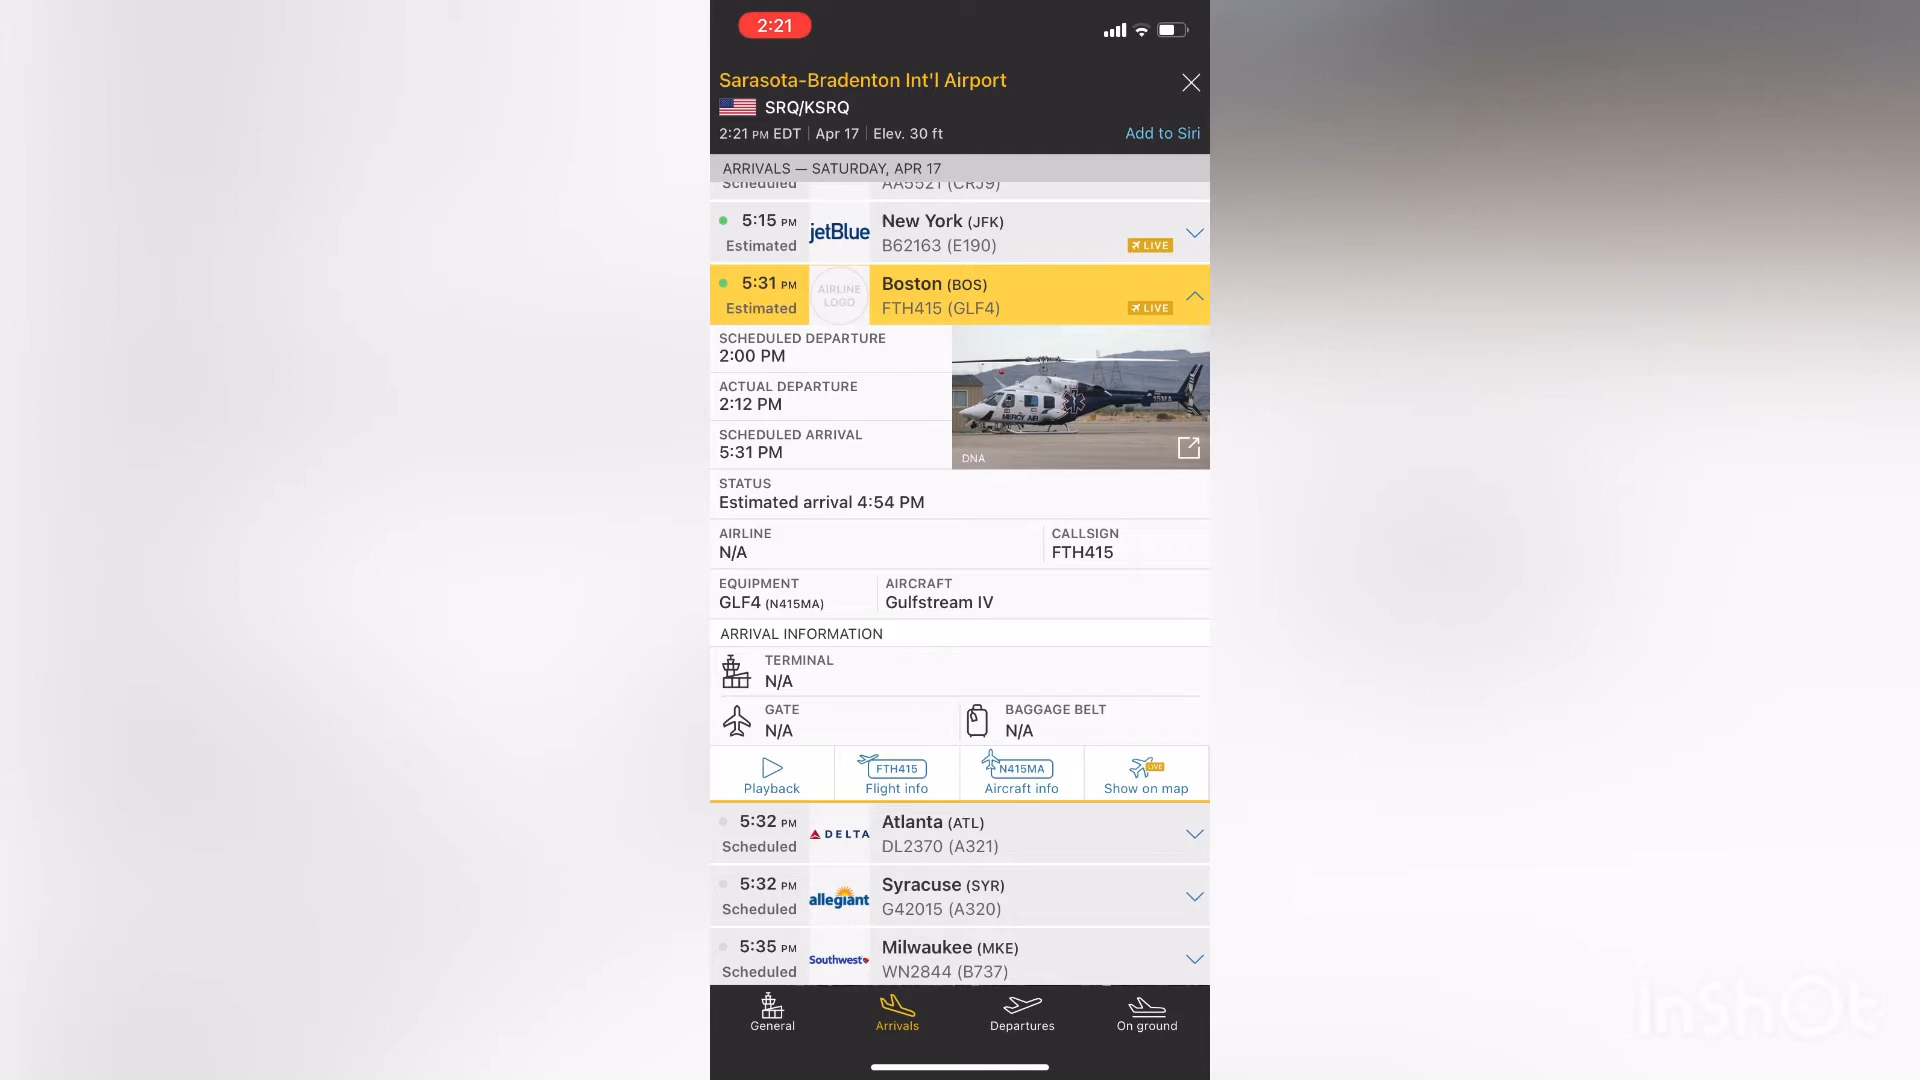 2:21
Sarasota-Bradenton Int'l Airport
SRQ/KSRQ
2:21 PM EDT | Apr 17 | Elev. 30 ft
Add to Siri
ARRIVALS — SATURDAY, APR 17
Scheduled
AA5521 (CRJ9)
5:15 PM
Estimated
jetBlue
New York (JFK)
B62163 (E190)
LIVE
5:31 PM
Estimated
AIRLINE
LOGO
Boston (BOS)
FTH415 (GLF4)
LIVE
SCHEDULED DEPARTURE
2:00 PM
ACTUAL DEPARTURE
2:12 PM
SCHEDULED ARRIVAL
5:31 PM
MERCY AIR
DNA
STATUS
Estimated arrival 4:54 PM
AIRLINE
N/A
CALLSIGN
FTH415
EQUIPMENT
GLF4 (N415MA)
AIRCRAFT
Gulfstream IV
ARRIVAL INFORMATION
TERMINAL
N/A
GATE
N/A
BAGGAGE BELT
N/A
Playback
FTH415
Flight info
N415MA
Aircraft info
LIVE
Show on map
5:32 PM
Scheduled
DELTA
Atlanta (ATL)
DL2370 (A321)
5:32 PM
Scheduled
allegiant
Syracuse (SYR)
G42015 (A320)
5:35 PM
Scheduled
Southwest
Milwaukee (MKE)
WN2844 (B737)
General
Arrivals
Departures
On ground
InShOt